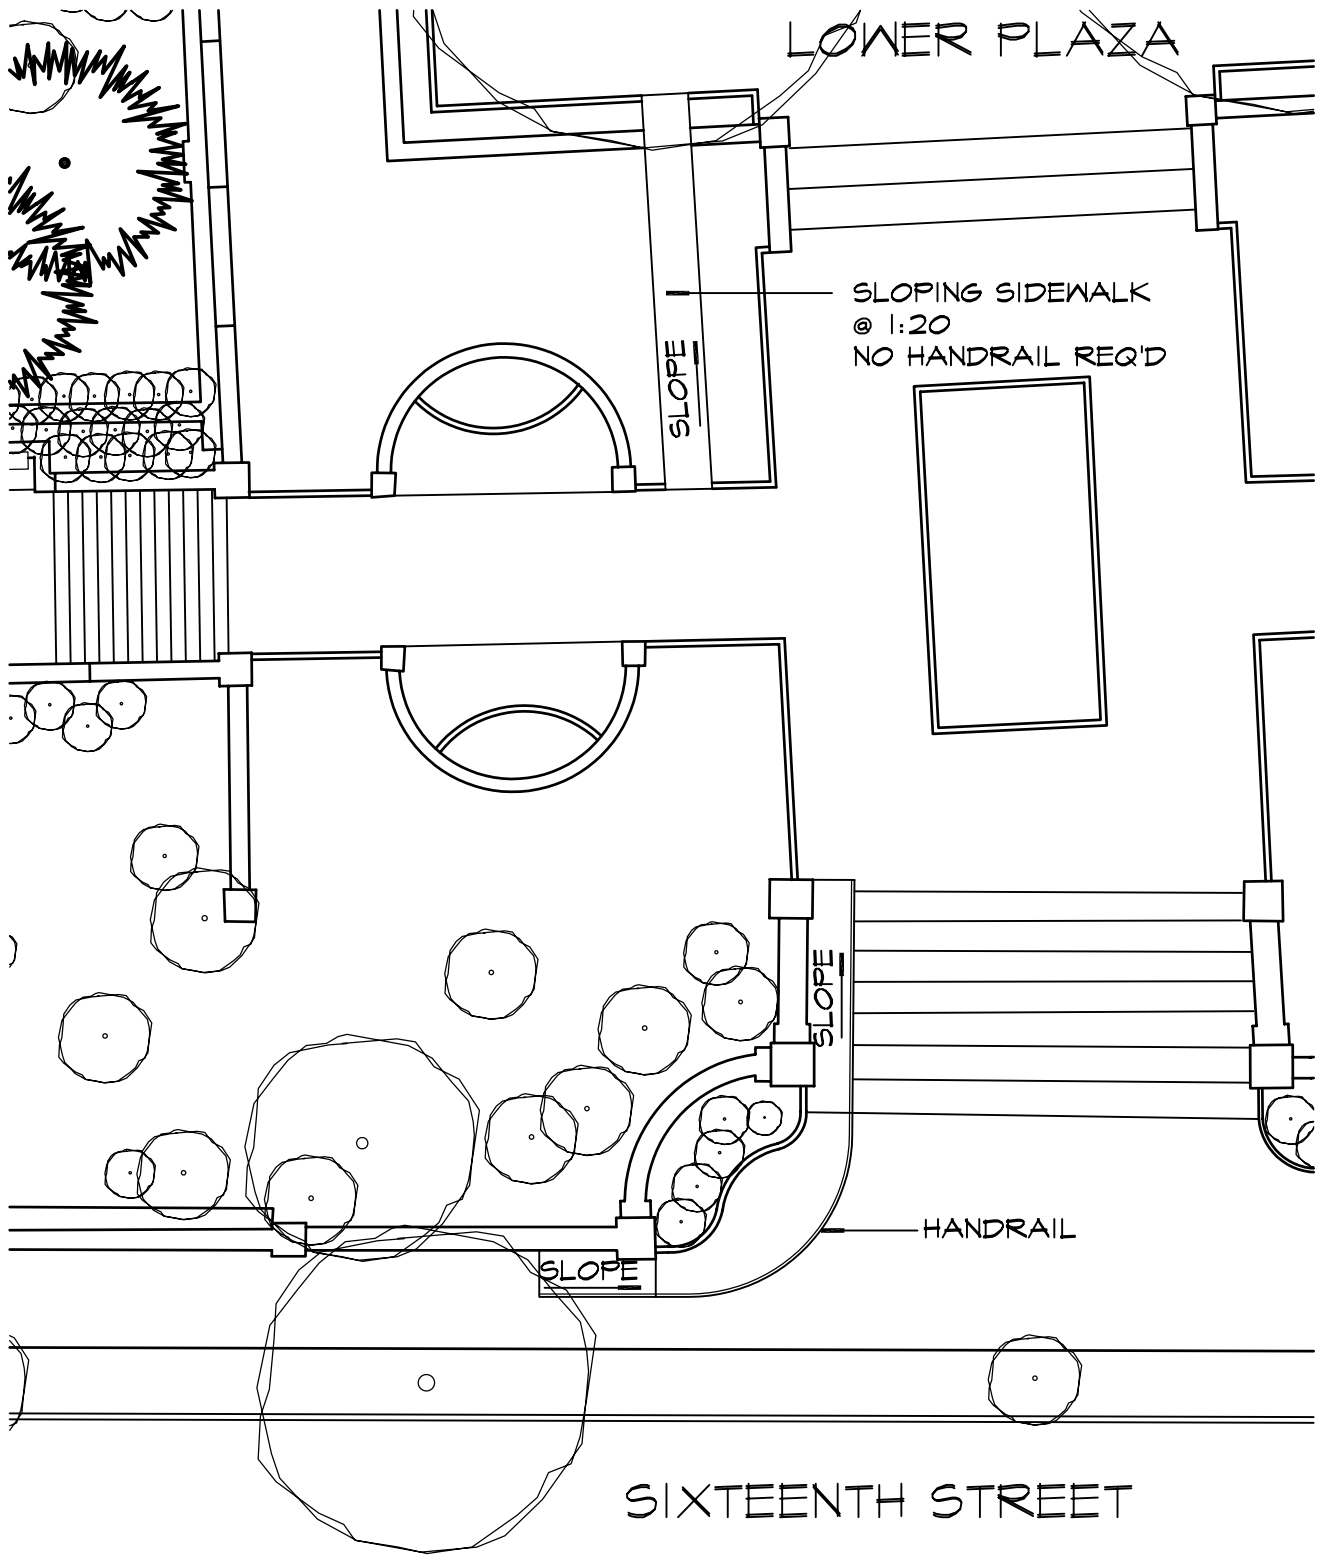 LOWER PLAZA
SLOPING SIDEWALK
@ 1:20
NO HANDRAIL REQ'D
SLOPE
SLOPE
HANDRAIL
SLOPE
SIXTEENTH STREET